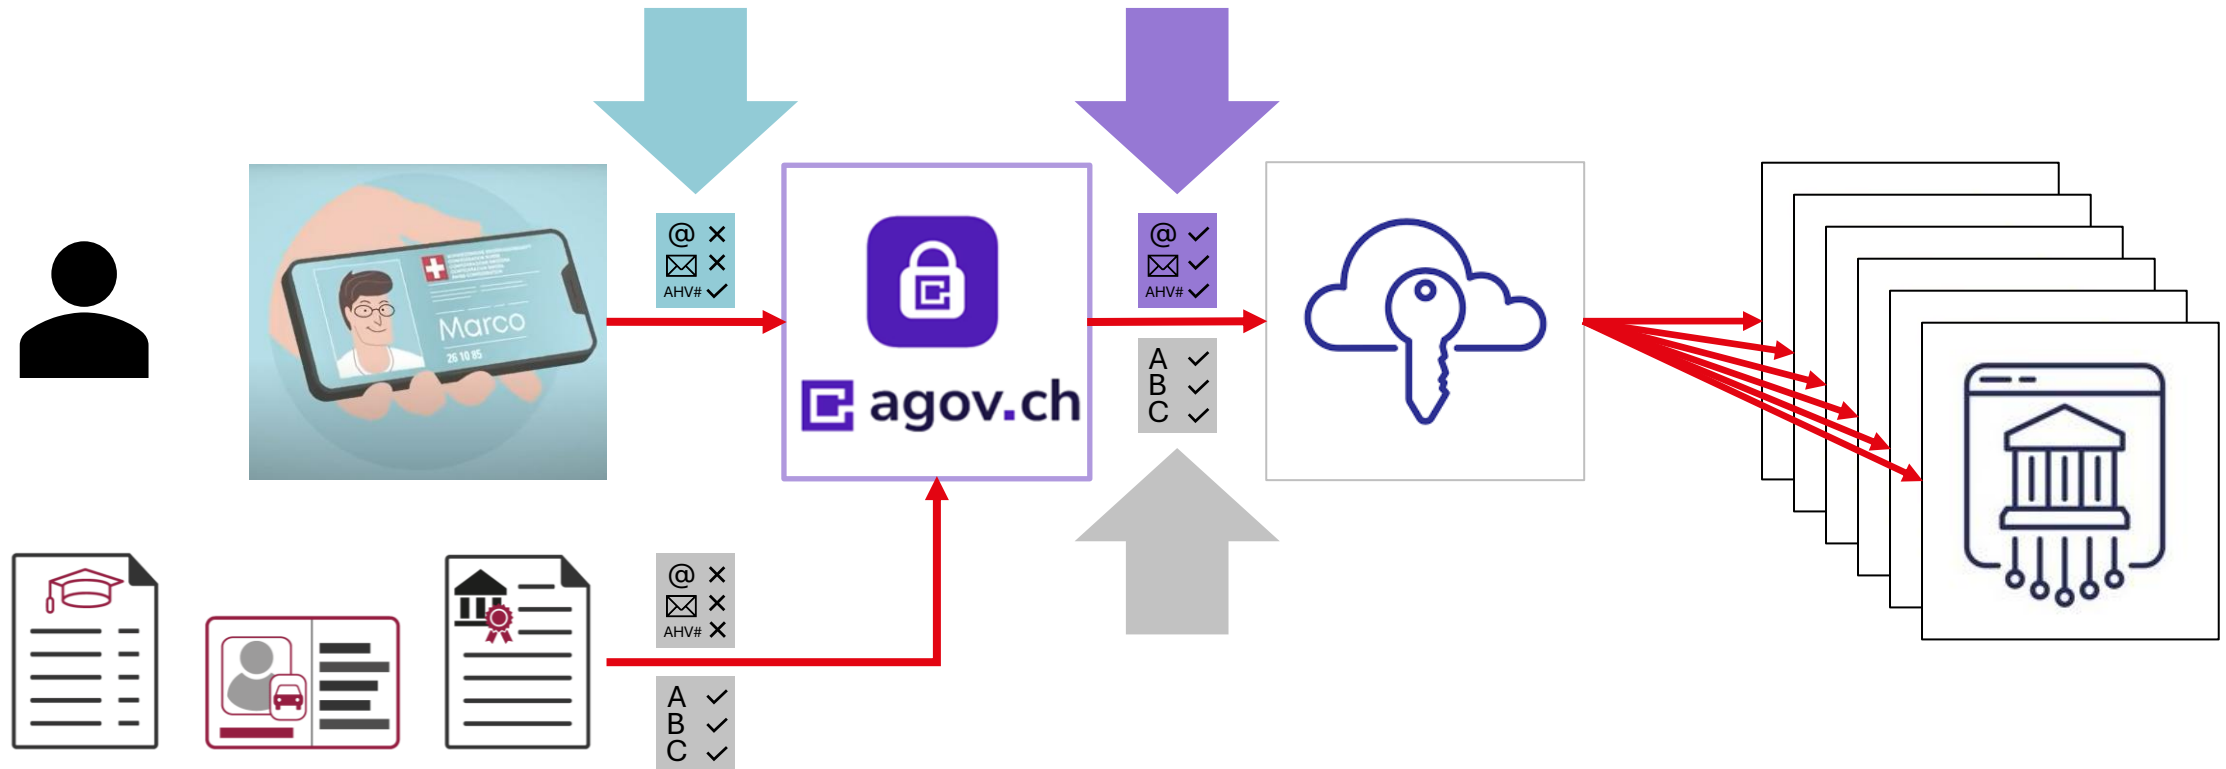 @ ✕
✕
AHV# ✓
@ ✓
✓
AHV# ✓
Marco
26 10 85
agov.ch
A ✓
B ✓
C ✓
@ ✕
✕
AHV# ✕
A ✓
B ✓
C ✓